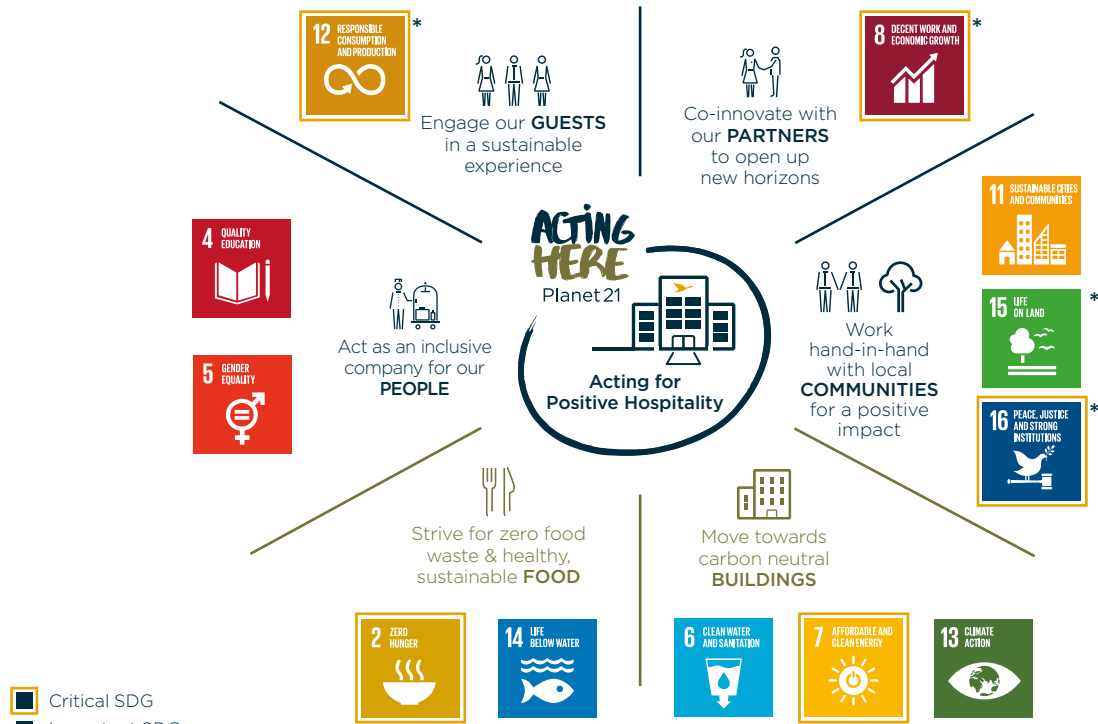 12 RESPONSIBLE
CONSUMPTION
AND PRODUCTION
*
Engage our GUESTS
in a sustainable
experience
8 DECENT WORK AND
ECONOMIC GROWTH
*
Co-innovate with
our PARTNERS
to open up
new horizons
4 QUALITY
EDUCATION
5 GENDER
EQUALITY
Act as an inclusive
company for our
PEOPLE
ACTING
HERE
Planet 21
Acting for
Positive Hospitality
Work
hand-in-hand
with local
COMMUNITIES
for a positive
impact
11 SUSTAINABLE CITIES
AND COMMUNITIES
15 LIFE
ON LAND
*
16 PEACE, JUSTICE
AND STRONG
INSTITUTIONS
*
Strive for zero food
waste & healthy,
sustainable FOOD
Move towards
carbon neutral
BUILDINGS
2 ZERO
HUNGER
14 LIFE
BELOW WATER
6 CLEAN WATER
AND SANITATION
7 AFFORDABLE AND
CLEAN ENERGY
13 CLIMATE
ACTION
Critical SDG